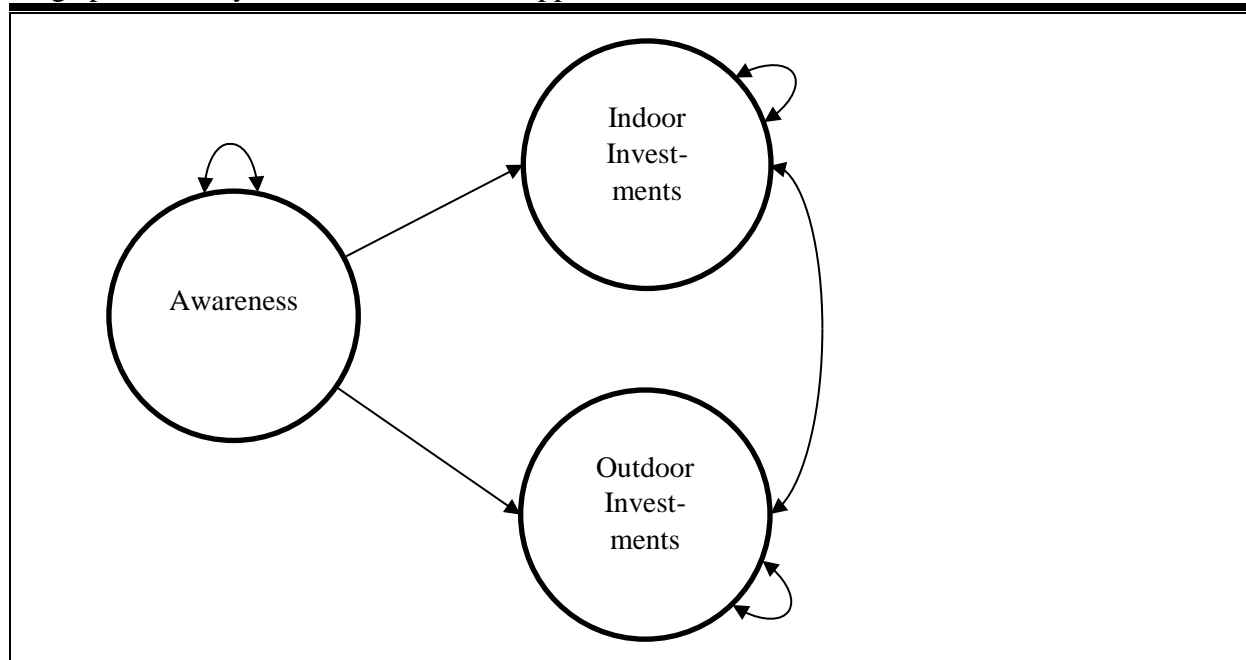 Indoor
Invest-
ments
Awareness
Outdoor
Invest-
ments